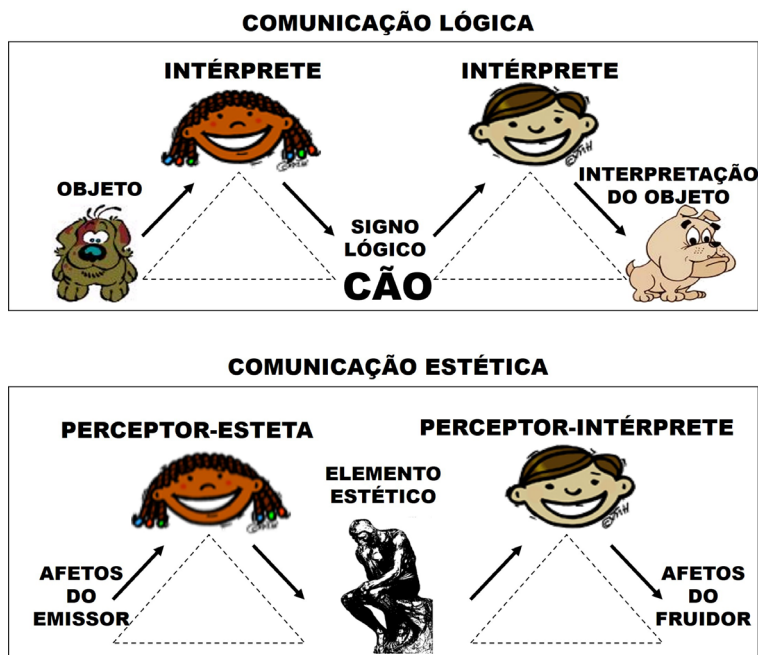 COMUNICAÇÃO LÓGICA
INTÉRPRETE
INTÉRPRETE
OBJETO
INTERPRETAÇÃO
DO OBJETO
SIGNO
LÓGICO
CÃO
COMUNICAÇÃO ESTÉTICA
PERCEPTOR-ESTETA
PERCEPTOR-INTÉRPRETE
ELEMENTO
ESTÉTICO
AFETOS
DO
EMISSOR
AFETOS
DO
FRUIDOR